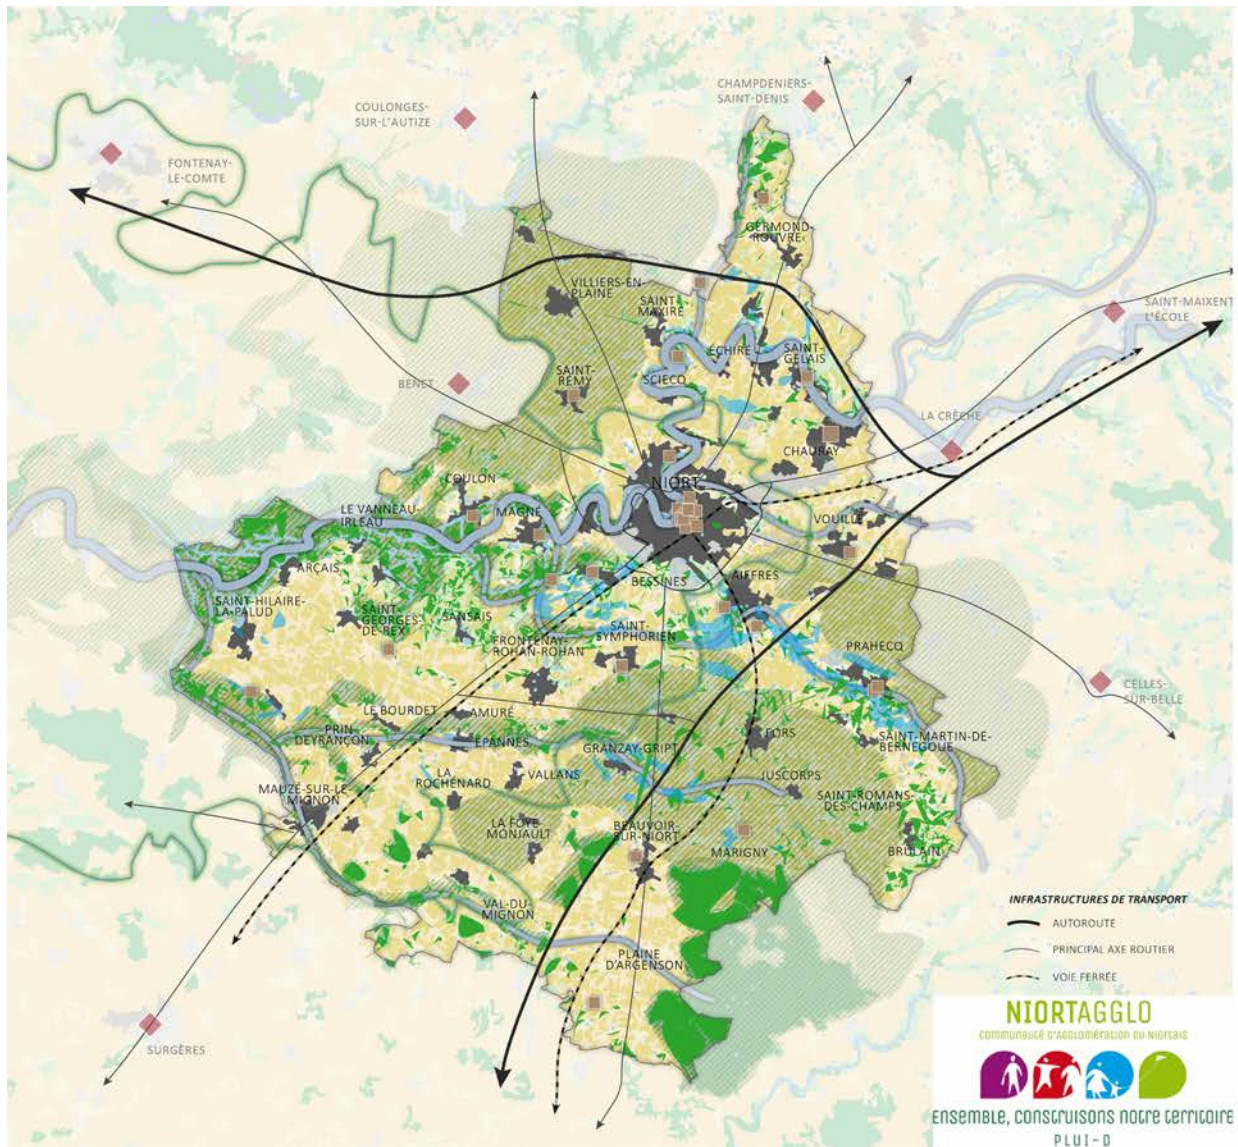 CHAMPDENIERS-
SAINT-DENIS
COULONGES-
SUR-L'AUTIZE
FONTENAY-
LE-COMTE
GERMOND-
ROUVRE
VILLIERS-EN-
PLAINE
SAINT-
MAXIRE
SAINT-MAIXENT
L'ÉCOLE
ÉCHIRÉ
SAINT-
GELAIS
SAINT-
RÉMY
SCIECQ
BENET
LA CRÈCHE
CHAURAY
COULON
NIORT
LE VANNEAU-
IRLEAU
MAGNÉ
VOUILLÉ
ARÇAIS
BESSINES
AIFFRES
SAINT-HILAIRE-
LA-PALUD
SAINT-
GEORGES-
DE-REX
SANSAIS
SAINT-
SYMPHORIEN
FRONTENAY-
ROHAN-ROHAN
PRAHECQ
CELLES-
SUR-BELLE
LE BOURDET
AMURÉ
PRIN-
DEYRANÇON
ÉPANNES
FORS
SAINT-MARTIN-DE-
BERNEGOUE
GRANZAY-GRIPT
LA
ROCHÉNARD
VALLANS
JUSCORPS
MAUZÉ-SUR-LE-
MIGNON
SAINT-ROMANS-
DES-CHAMPS
LA FOYE-
MONJAULT
BEAUVOIR-
SUR-NIORT
MARIGNY
BRÛLAIN
VAL-DU-
MIGNON
PLAINE
D'ARGENSON
SURGÈRES
INFRASTRUCTURES DE TRANSPORT
AUTOROUTE
PRINCIPAL AXE ROUTIER
VOIE FERRÉE
NIORTAGGLO
COMMUNAUTÉ D'AGGLOMÉRATION DU NIORTAIS
ENSEMBLE, CONSTRUISONS NOTRE TERRITOIRE
PLUI-D